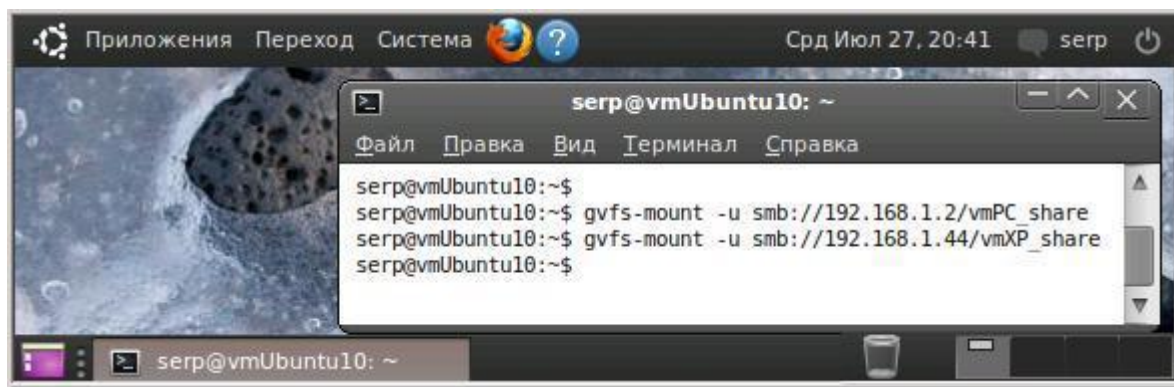 Приложения Переход Система ? Срд Июл 27, 20:41 serp
serp@vmUbuntu10: ~
Файл Правка Вид Терминал Справка
serp@vmUbuntu10:~$
serp@vmUbuntu10:~$ gvfs-mount -u smb://192.168.1.2/vmPC_share
serp@vmUbuntu10:~$ gvfs-mount -u smb://192.168.1.44/vmXP_share
serp@vmUbuntu10:~$
serp@vmUbuntu10: ~